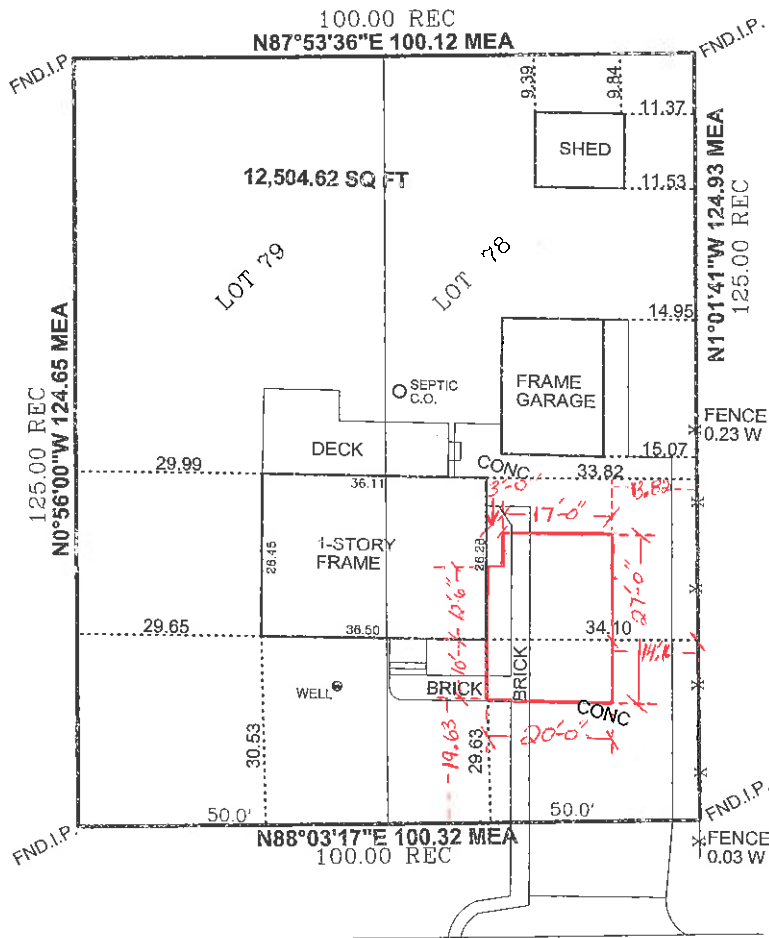 100.00 REC
N87°53'36"E 100.12 MEA
FND.I.P.
FND.I.P.
9.39
9.84
11.37
SHED
11.53
12,504.62 SQ FT
LOT 79
LOT 78
N1°01'41"W 124.93 MEA
125.00 REC
N0°56'00"W 124.65 MEA
125.00 REC
14.95
FRAME
GARAGE
SEPTIC
C.O.
FENCE
0.23 W
DECK
15.07
CONC
33.82
29.99
36.11
3'-0"
13.82
17'-0"
1-STORY
FRAME
26.45
26.23
12'-6"
27'-0"
29.65
36.50
34.10
10'-
WELL
BRICK
BRICK
CONC
20'-0"
19.63
30.53
29.63
50.0'
50.0'
FND.I.P.
FND.I.P.
N88°03'17"E 100.32 MEA
100.00 REC
FENCE
0.03 W